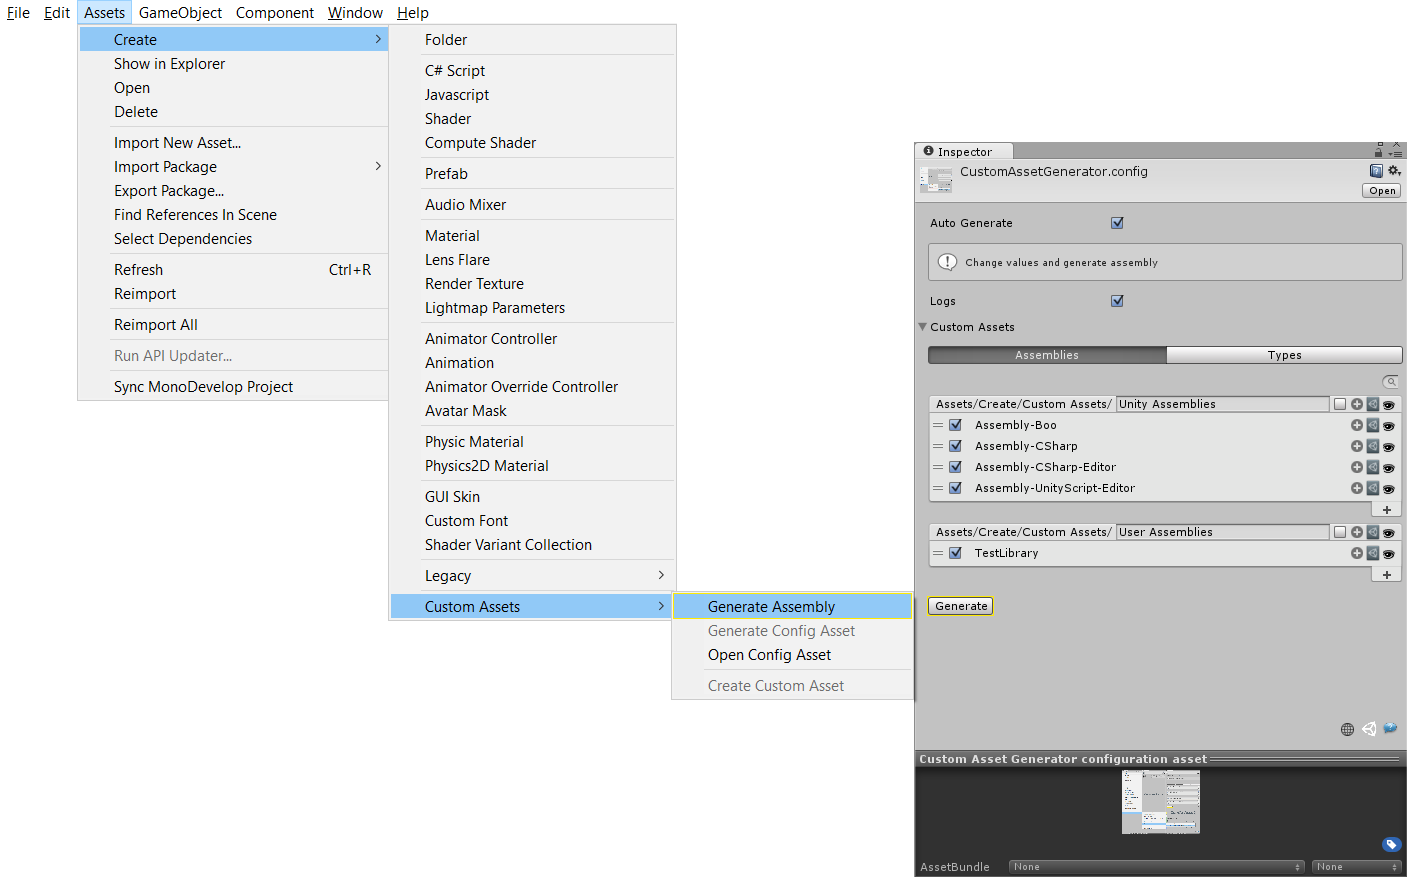 File Edit Assets GameObject Component Window Help
Create
Show in Explorer
Open
Delete
Import New Asset...
Import Package
Export Package...
Find References In Scene
Select Dependencies
Refresh Ctrl+R
Reimport
Reimport All
Run API Updater...
Sync MonoDevelop Project
Folder
C# Script
Javascript
Shader
Compute Shader
Prefab
Audio Mixer
Material
Lens Flare
Render Texture
Lightmap Parameters
Animator Controller
Animation
Animator Override Controller
Avatar Mask
Physic Material
Physics2D Material
GUI Skin
Custom Font
Shader Variant Collection
Legacy
Custom Assets
Generate Assembly
Generate Config Asset
Open Config Asset
Create Custom Asset
Inspector
CustomAssetGenerator.config
Open
Auto Generate
Change values and generate assembly
Logs
Custom Assets
Assemblies Types
Assets/Create/Custom Assets/ Unity Assemblies
Assembly-Boo
Assembly-CSharp
Assembly-CSharp-Editor
Assembly-UnityScript-Editor
+
Assets/Create/Custom Assets/ User Assemblies
TestLibrary
+
Generate
Custom Asset Generator configuration asset
AssetBundle None None